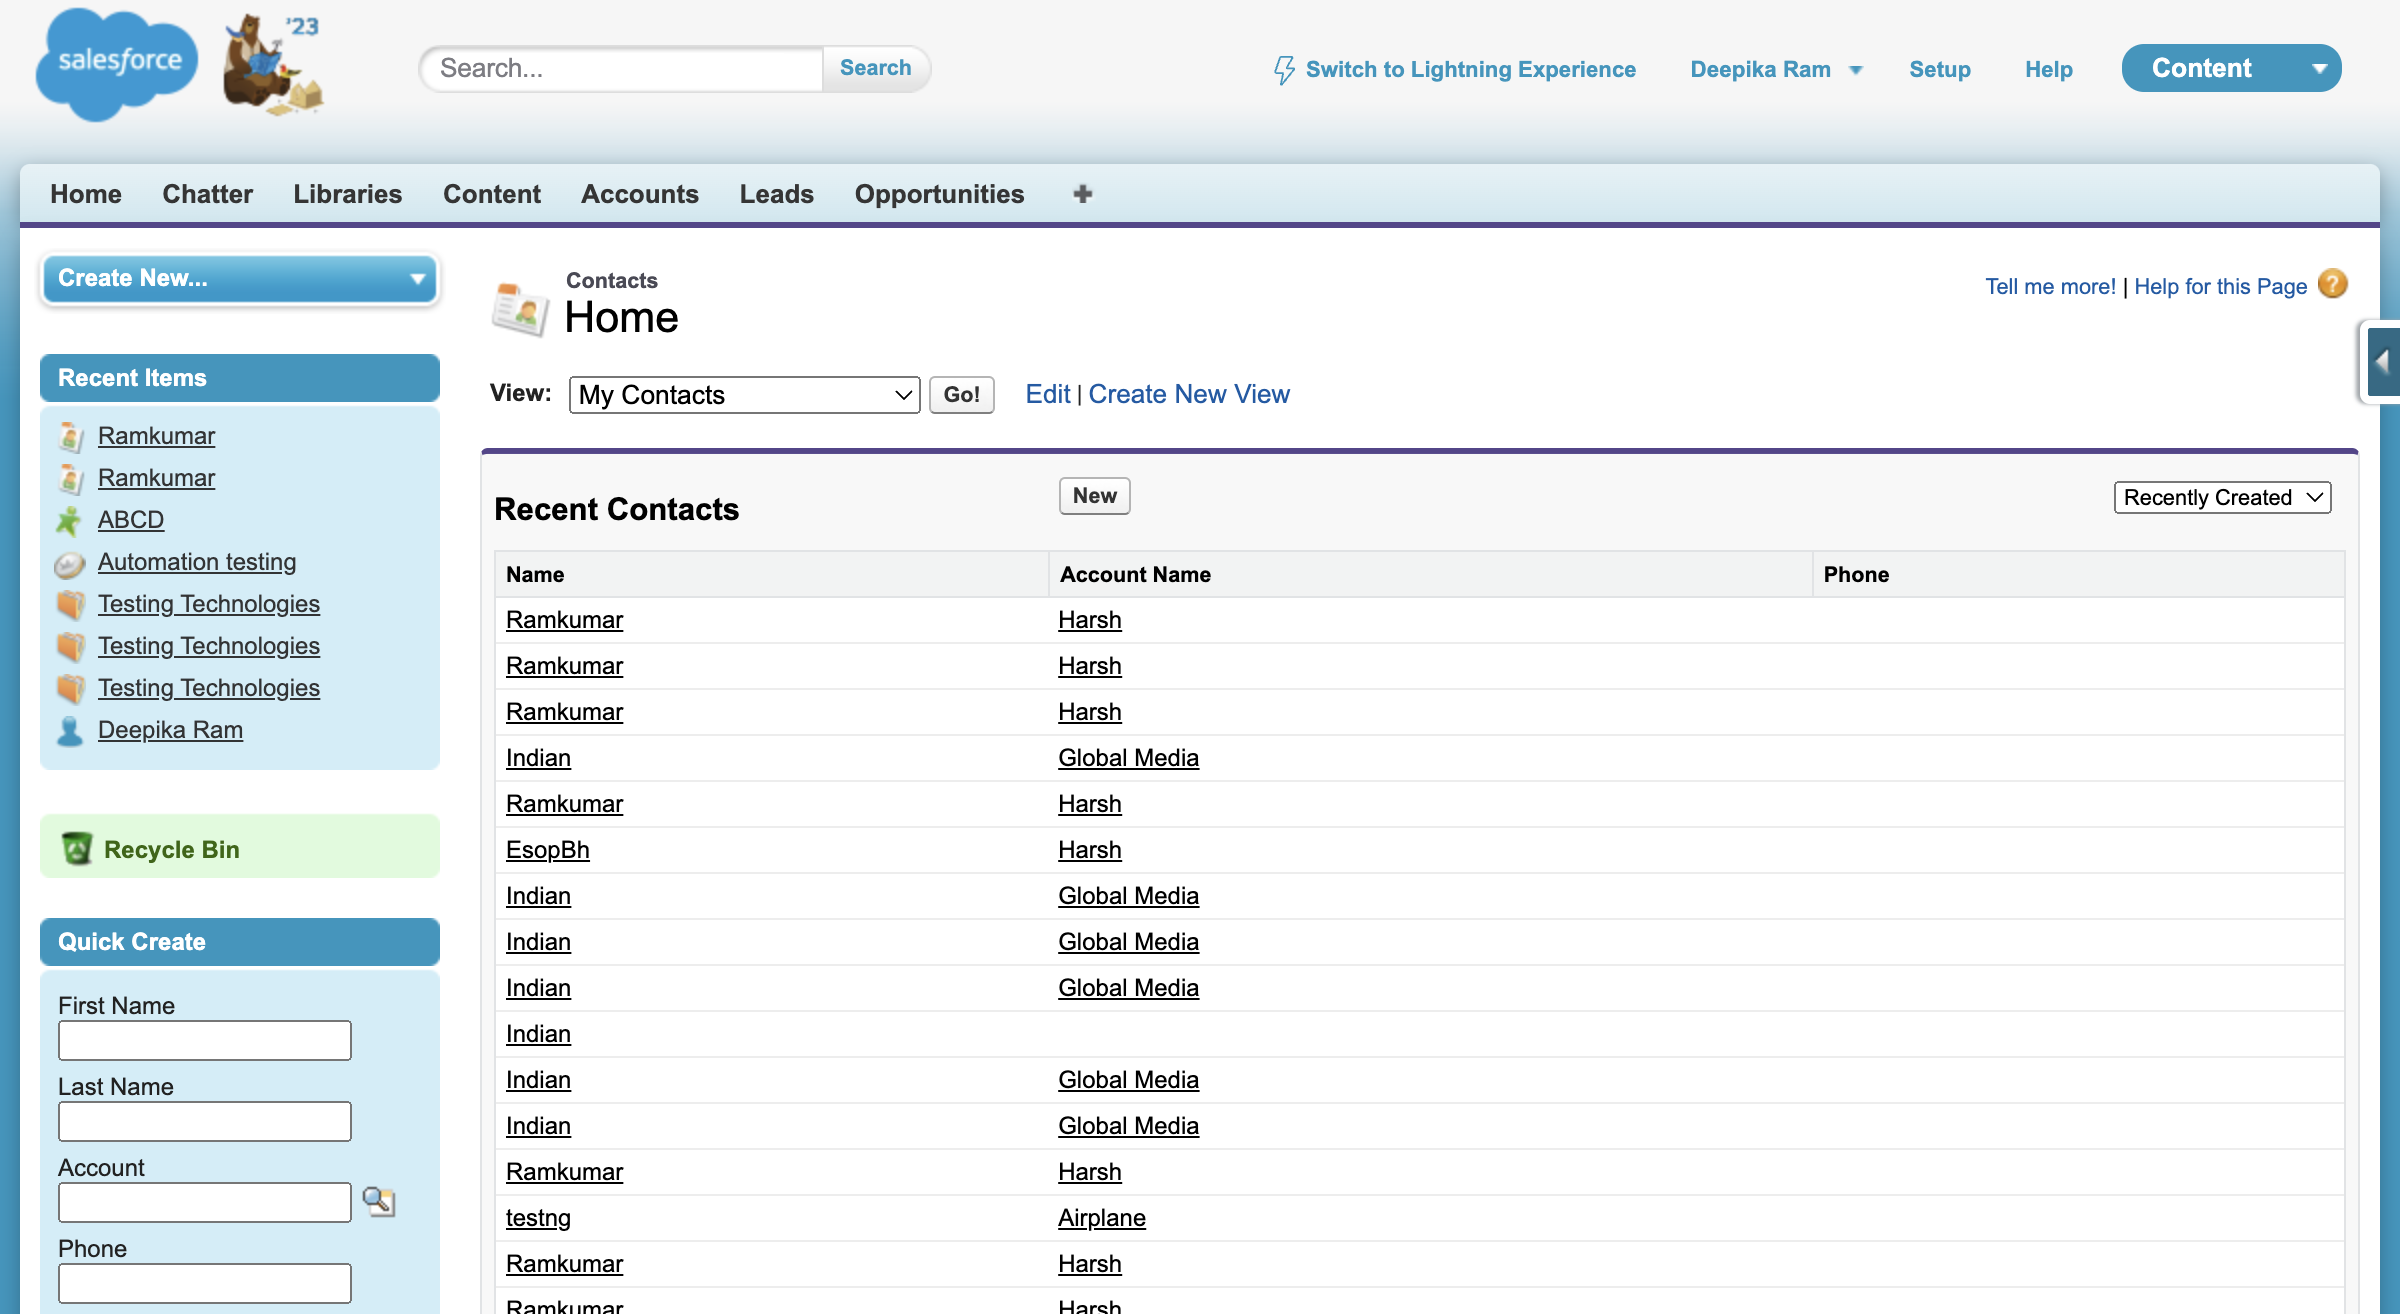 salesforce
'23
Search...
Search
Switch to Lightning Experience
Deepika Ram
Setup
Help
Content
Home
Chatter
Libraries
Content
Accounts
Leads
Opportunities
Create New...
Recent Items
Ramkumar
Ramkumar
ABCD
Automation testing
Testing Technologies
Testing Technologies
Testing Technologies
Deepika Ram
Recycle Bin
Quick Create
First Name
Last Name
Account
Phone
Contacts
Home
Tell me more! | Help for this Page
View: My Contacts Go! Edit | Create New View
Recent Contacts New Recently Created
Name Account Name Phone
Ramkumar Harsh
Ramkumar Harsh
Ramkumar Harsh
Indian Global Media
Ramkumar Harsh
EsopBh Harsh
Indian Global Media
Indian Global Media
Indian Global Media
Indian
Indian Global Media
Indian Global Media
Ramkumar Harsh
testng Airplane
Ramkumar Harsh
Ramkumar Harsh